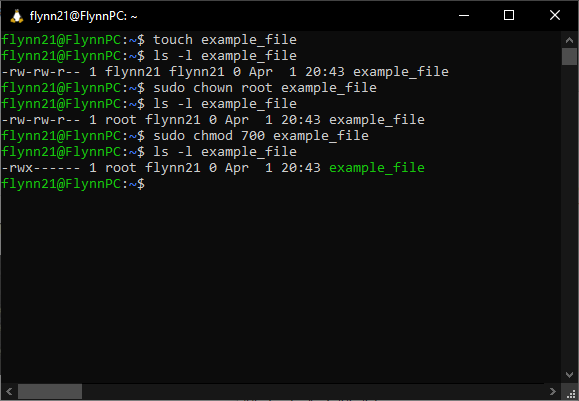 flynn21@FlynnPC: ~
flynn21@FlynnPC:~$ touch example_file
flynn21@FlynnPC:~$ ls -l example_file
-rw-rw-r-- 1 flynn21 flynn21 0 Apr  1 20:43 example_file
flynn21@FlynnPC:~$ sudo chown root example_file
flynn21@FlynnPC:~$ ls -l example_file
-rw-rw-r-- 1 root flynn21 0 Apr  1 20:43 example_file
flynn21@FlynnPC:~$ sudo chmod 700 example_file
flynn21@FlynnPC:~$ ls -l example_file
-rwx------ 1 root flynn21 0 Apr  1 20:43 example_file
flynn21@FlynnPC:~$